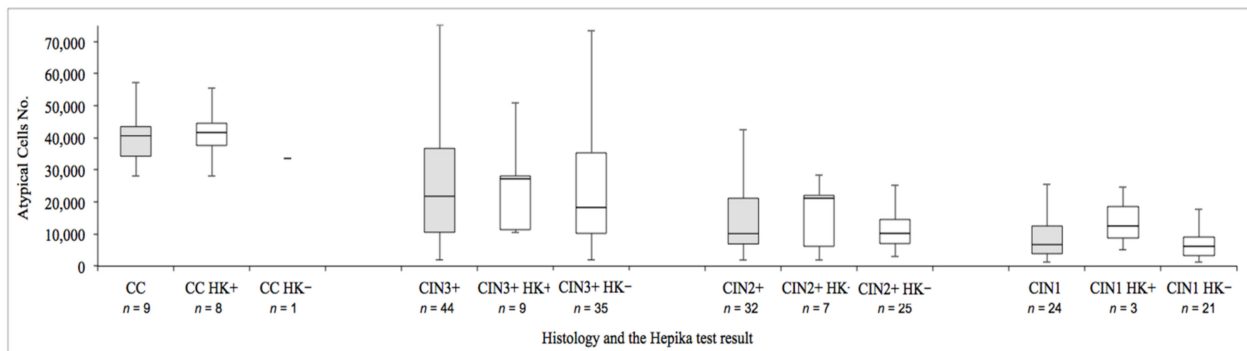 Atypical Cells No.
70,000
60,000
50,000
40,000
30,000
20,000
10,000
0
CC CC HK+ CC HK− CIN3+ CIN3+ HK+ CIN3+ HK− CIN2+ CIN2+ HK· CIN2+ HK− CIN1 CIN1 HK+ CIN1 HK−
n = 9 n = 8 n = 1 n = 44 n = 9 n = 35 n = 32 n = 7 n = 25 n = 24 n = 3 n = 21
Histology and the Hepika test result